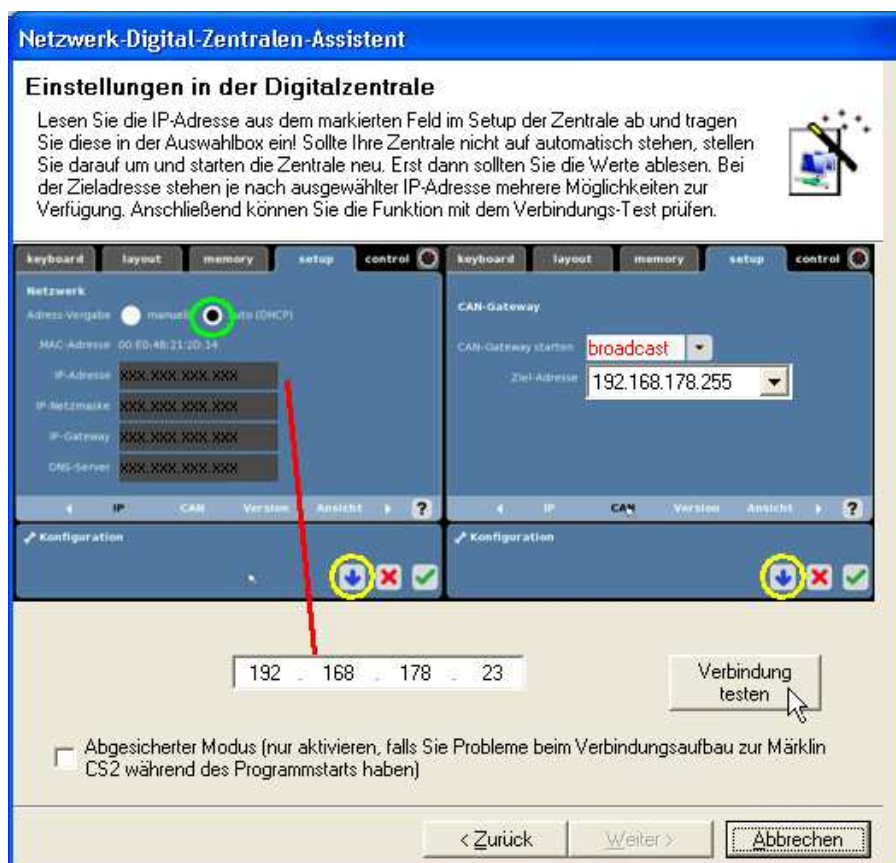 Netzwerk-Digital-Zentralen-Assistent
Einstellungen in der Digitalzentrale
Lesen Sie die IP-Adresse aus dem markierten Feld im Setup der Zentrale ab und tragen
Sie diese in der Auswahlbox ein! Sollte Ihre Zentrale nicht auf automatisch stehen, stellen
Sie darauf um und starten die Zentrale neu. Erst dann sollten Sie die Werte ablesen. Bei
der Zieladresse stehen je nach ausgewählter IP-Adresse mehrere Möglichkeiten zur
Verfügung. Anschließend können Sie die Funktion mit dem Verbindungs-Test prüfen.
keyboard layout memory setup control
Netzwerk
Adress-Vergabe manuell auto (DHCP)
MAC-Adresse 00:E0:48:21:2D:14
IP-Adresse xxx.xxx.xxx.xxx
IP-Netzmaske xxx.xxx.xxx.xxx
IP-Gateway xxx.xxx.xxx.xxx
DNS-Server xxx.xxx.xxx.xxx
IP CAN Version Ansicht ?
Konfiguration
keyboard layout memory setup control
CAN-Gateway
CAN-Gateway starten broadcast
Ziel-Adresse 192.168.178.255
IP CAN Version Ansicht ?
Konfiguration
192 . 168 . 178 . 23
Verbindung
testen
Abgesicherter Modus (nur aktivieren, falls Sie Probleme beim Verbindungsaufbau zur Märklin
CS2 während des Programmstarts haben)
< Zurück Weiter > Abbrechen